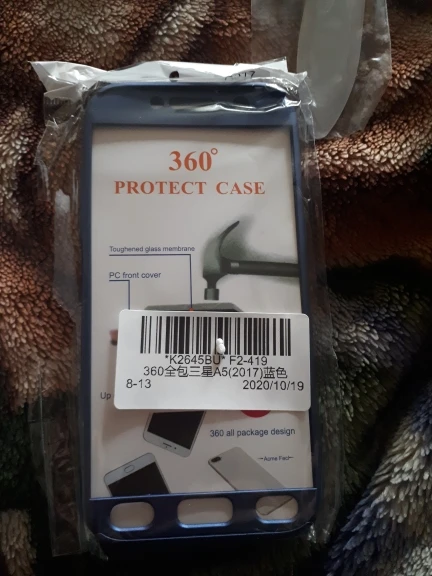 360°
PROTECT CASE
Toughened glass membrane
PC front cover
*K2645BU* F2-419
360全包三星A5(2017)蓝色
8-13 2020/10/19
Up
360 all package design